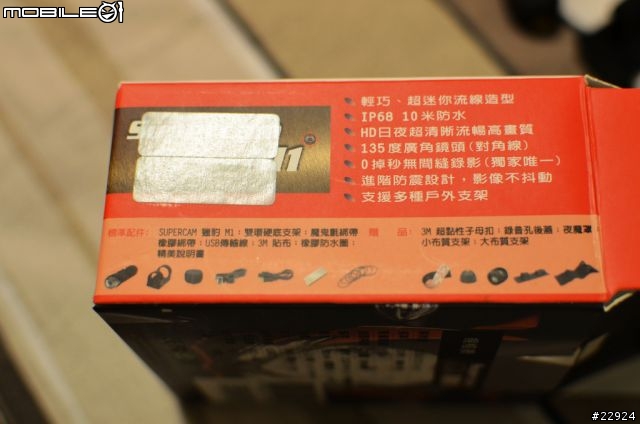 MOBILE01
S
M1
輕巧、超迷你流線造型
IP68 10米防水
HD日夜超清晰流暢高畫質
135度廣角鏡頭(對角線)
0掉秒無間縫錄影(獨家唯一)
進階防震設計,影像不抖動
支援多種戶外支架
標準配件: SUPERCAM 獵豹 M1;雙環硬底支架;魔鬼氈綁帶
橡膠綁帶;USB傳輸線;3M 貼布;橡膠防水圈;
精美說明書
贈 品: 3M 超黏性子母扣;錄音孔後蓋;夜魔罩
小布質支架;大布質支架
#22924